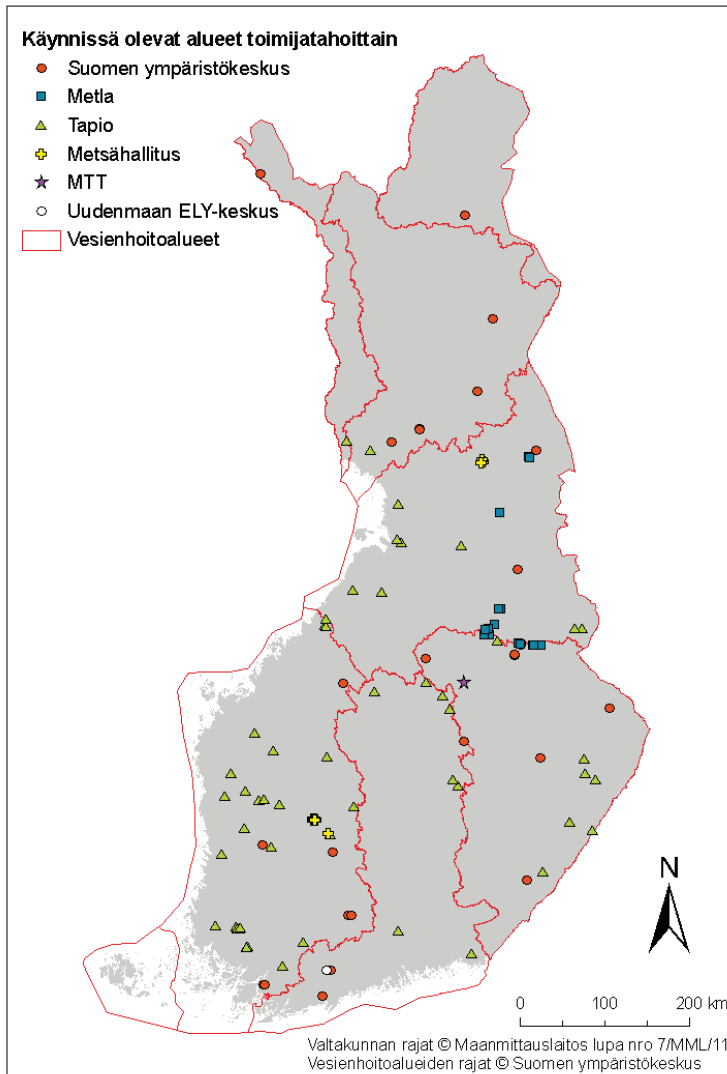 Käynnissä olevat alueet toimijatahoittain
Suomen ympäristökeskus
Metla
Tapio
Metsähallitus
MTT
Uudenmaan ELY-keskus
Vesienhoitoalueet
N
0 100 200 km
Valtakunnan rajat © Maanmittauslaitos lupa nro 7/MML/11
Vesienhoitoalueiden rajat © Suomen ympäristökeskus